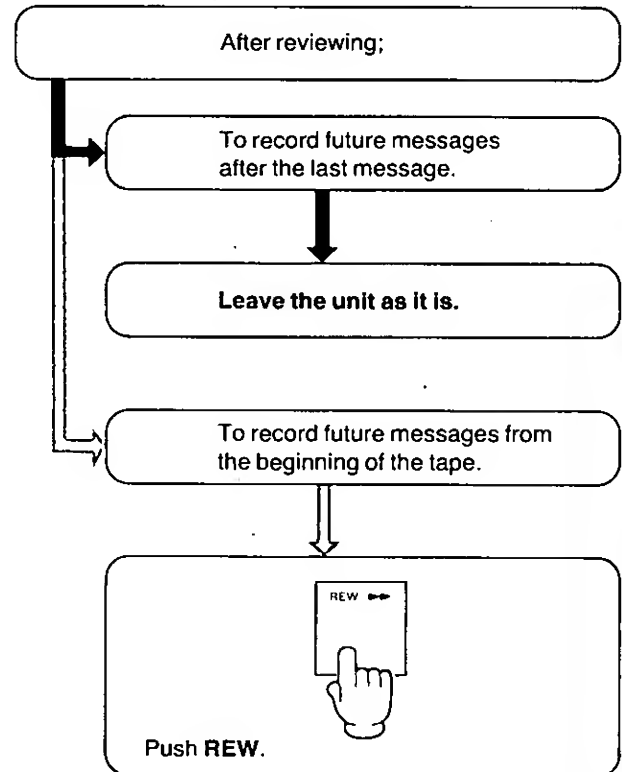 After reviewing;
To record future messages
after the last message.
Leave the unit as it is.
To record future messages from
the beginning of the tape.
REW ▶▶
Push REW.